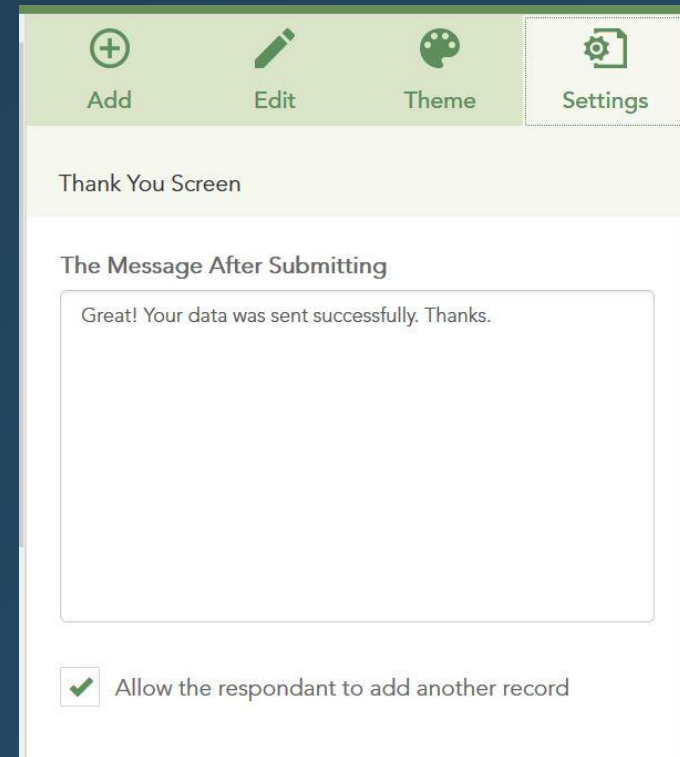 Add Edit Theme Settings
Thank You Screen
The Message After Submitting
Great! Your data was sent successfully. Thanks.
Allow the respondant to add another record